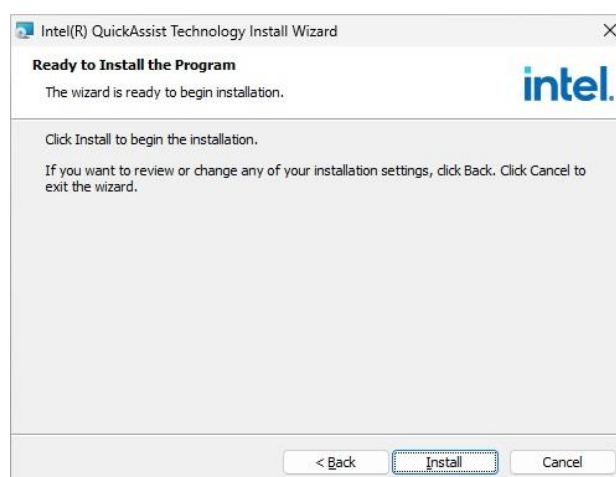 Intel(R) QuickAssist Technology Install Wizard
Ready to Install the Program
The wizard is ready to begin installation.
intel.
Click Install to begin the installation.
If you want to review or change any of your installation settings, click Back. Click Cancel to
exit the wizard.
< Back
Install
Cancel